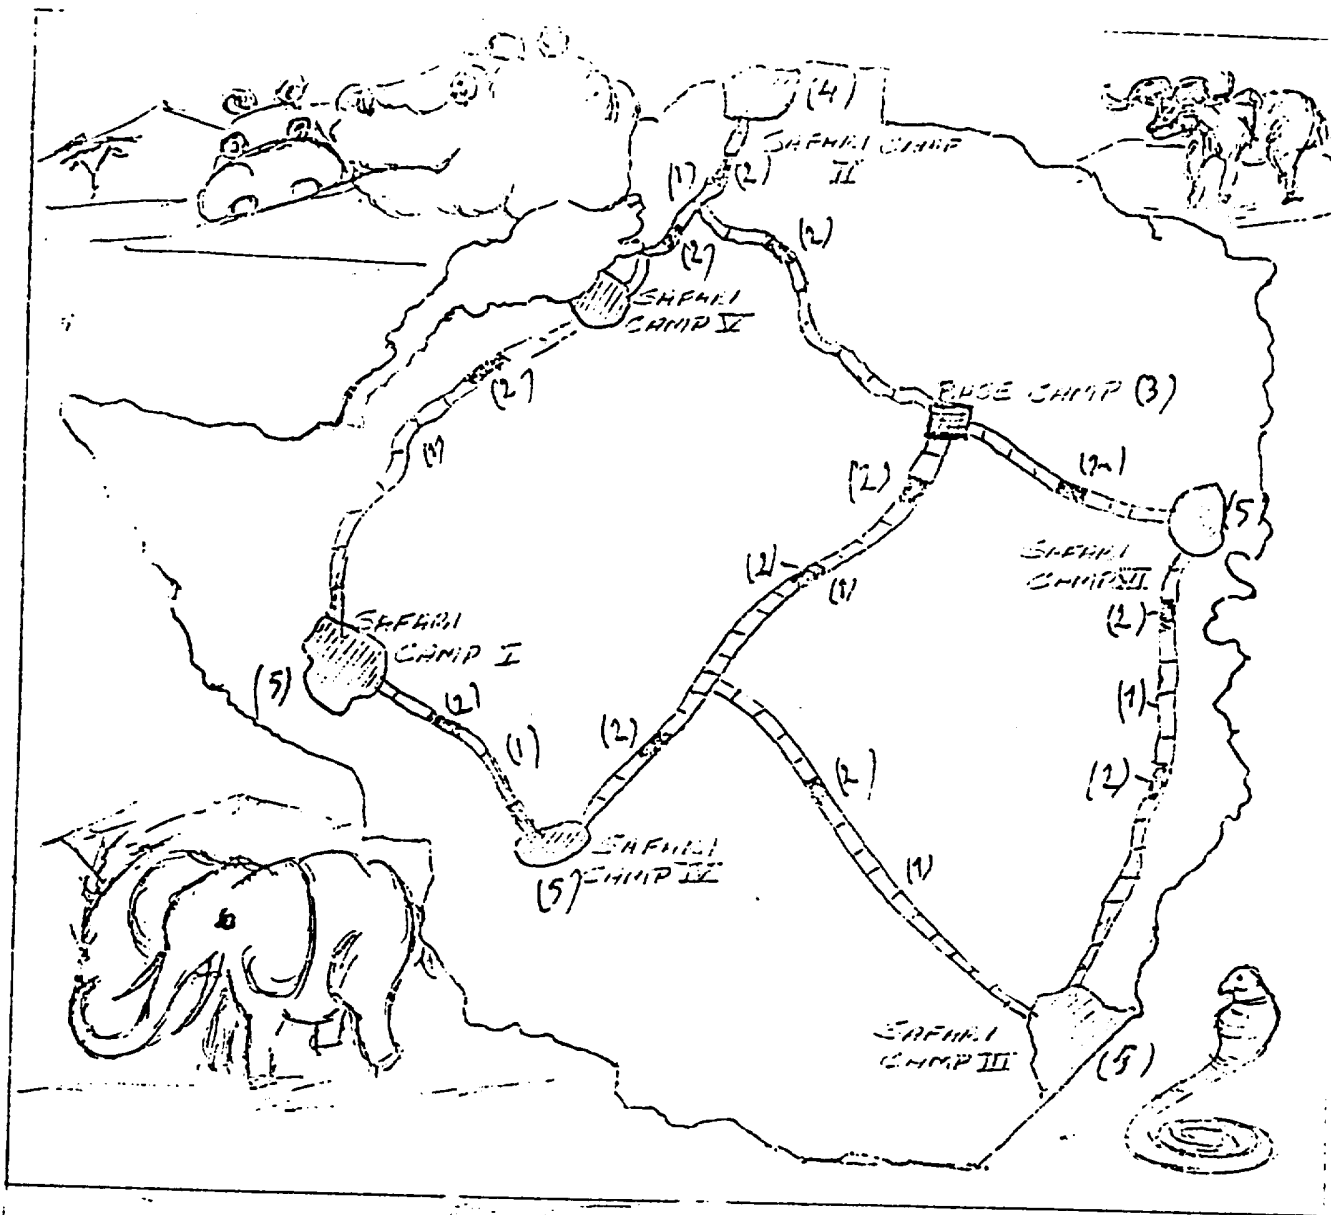 (4)
SAFARI CAMP
II
(1)
(2)
(2)
(2)
SAFARI
CAMP V
(2)
(1)
BASE CAMP (3)
(2)
(5)
SAFARI
(2)
(1)
(2)
SAFARI
CAMP I
(5)
(2)
(1)
(2)
(1)
(2)
(2)
(1)
SAFARI
CAMP IV
(5)
SAFARI
CAMP III
(5)